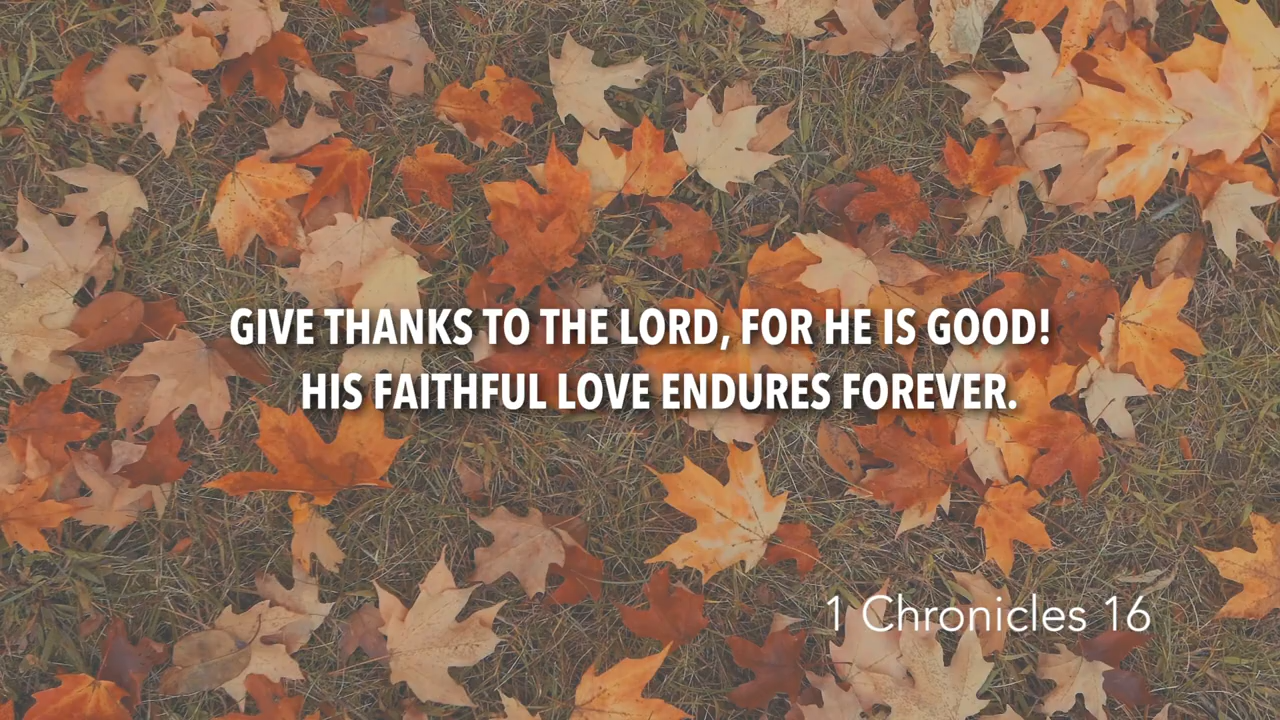 GIVE THANKS TO THE LORD, FOR HE IS GOOD!
HIS FAITHFUL LOVE ENDURES FOREVER.
1 Chronicles 16